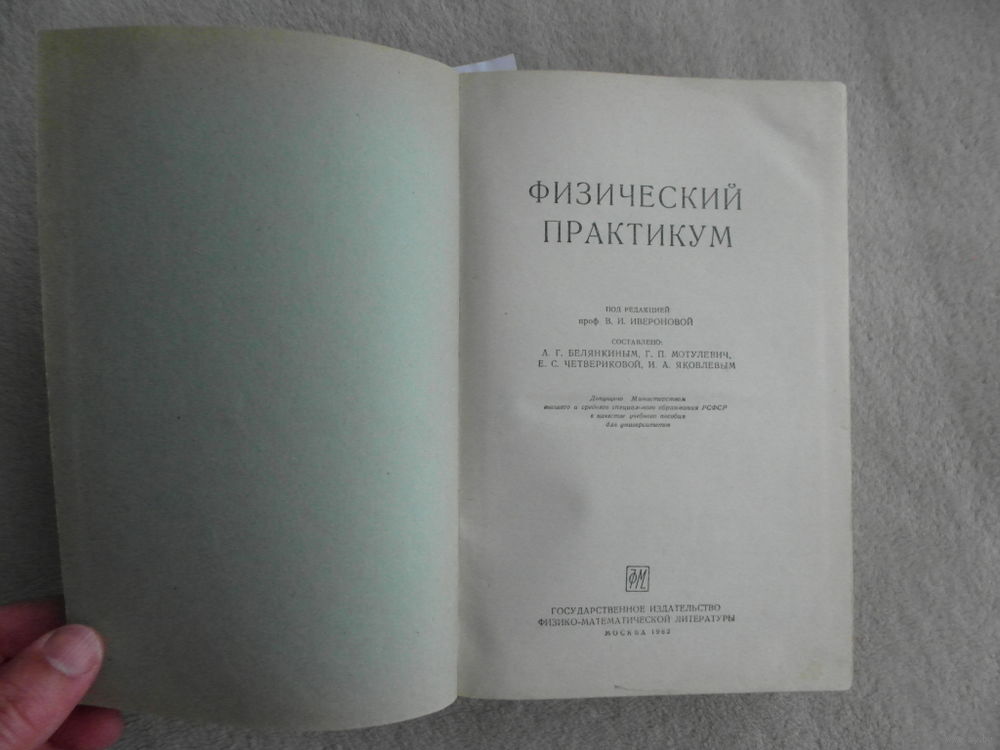 ФИЗИЧЕСКИЙ
ПРАКТИКУМ
ПОД РЕДАКЦИЕЙ
проф. В. И. ИВЕРОНОВОЙ
СОСТАВЛЕНО:
А. Г. БЕЛЯНКИНЫМ, Г. П. МОТУЛЕВИЧ,
Е. С. ЧЕТВЕРИКОВОЙ, И. А. ЯКОВЛЕВЫМ
Допущено Министерством
высшего и среднего специального образования РСФСР
в качестве учебного пособия
для университетов
ФМ
ГОСУДАРСТВЕННОЕ ИЗДАТЕЛЬСТВО
ФИЗИКО-МАТЕМАТИЧЕСКОЙ ЛИТЕРАТУРЫ
МОСКВА 1962